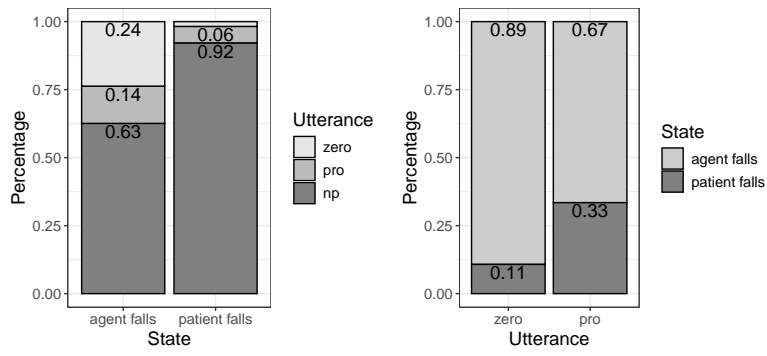 Percentage
1.00
0.75
0.50
0.25
0.00
0.24
0.14
0.63
0.06
0.92
agent falls
patient falls
State
Utterance
zero
pro
np
Percentage
1.00
0.75
0.50
0.25
0.00
0.89
0.11
0.67
0.33
zero
pro
Utterance
State
agent falls
patient falls